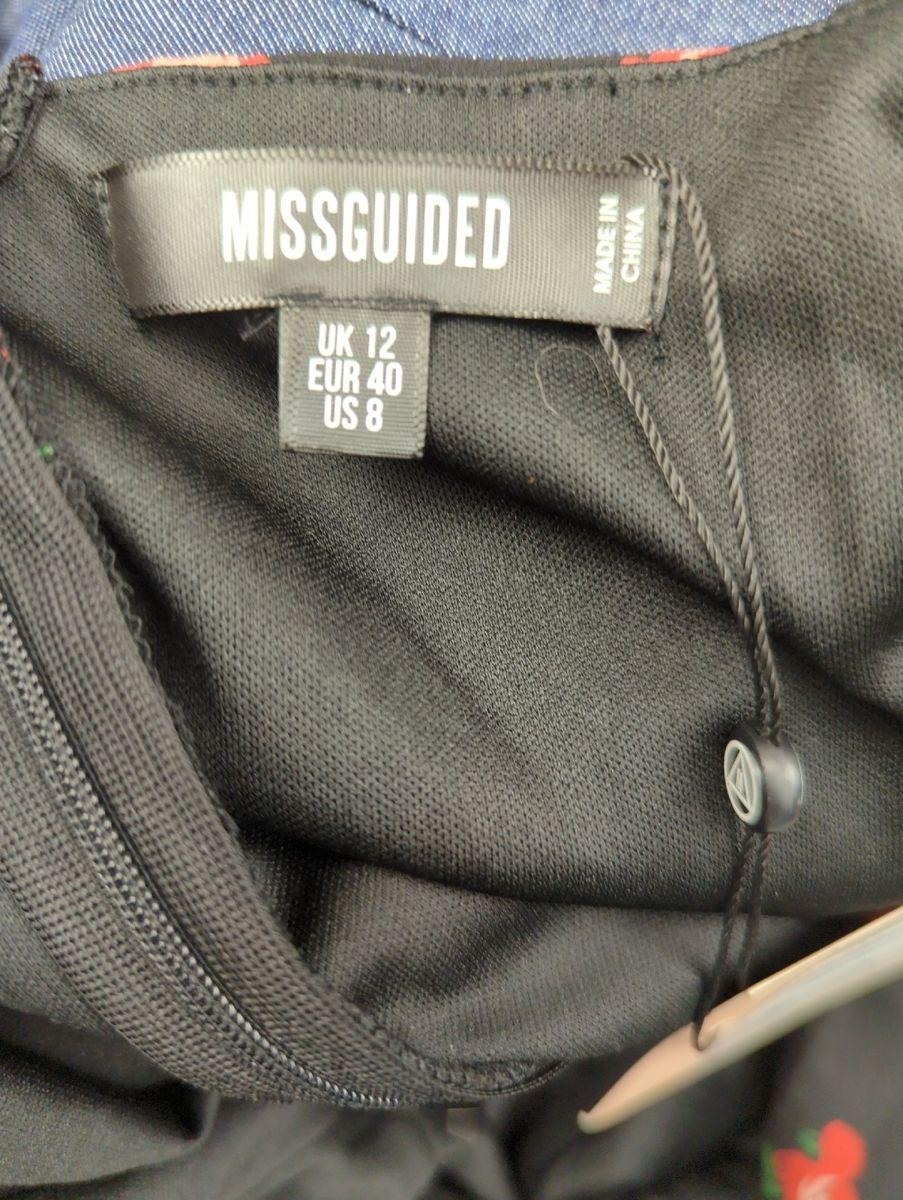 MISSGUIDED
MADE IN
CHINA
UK 12
EUR 40
US 8